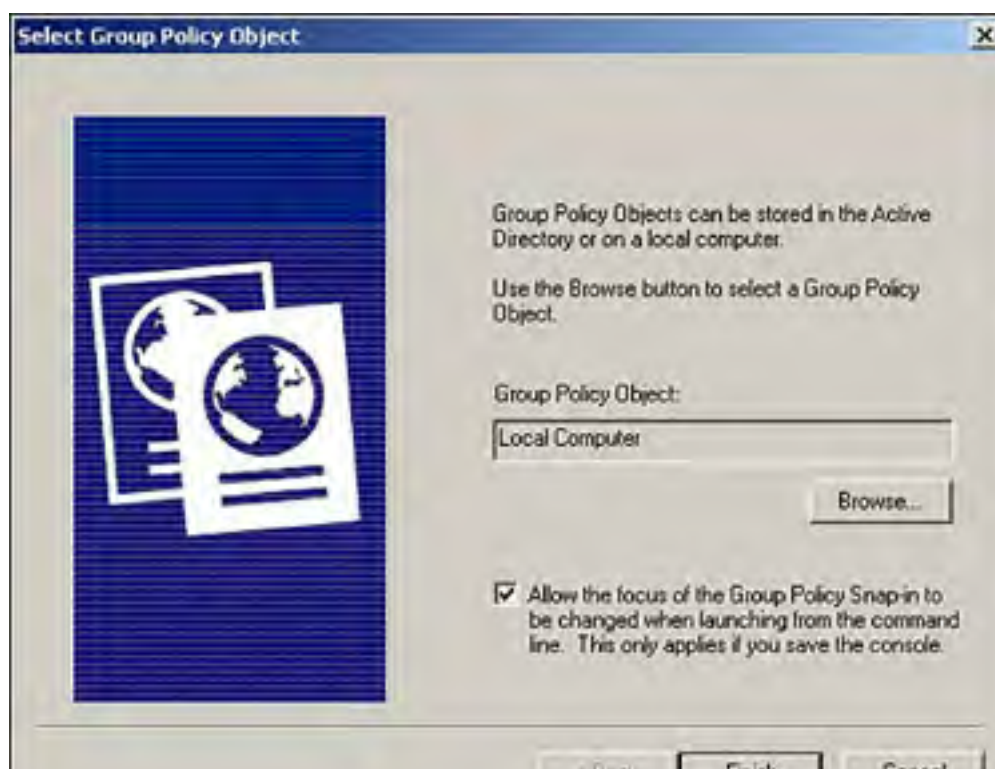 Select Group Policy Object
Group Policy Objects can be stored in the Active
Directory or on a local computer.
Use the Browse button to select a Group Policy
Object.
Group Policy Object:
Local Computer
Browse...
Allow the focus of the Group Policy Snap-in to
be changed when launching from the command
line. This only applies if you save the console.
Finish
Cancel